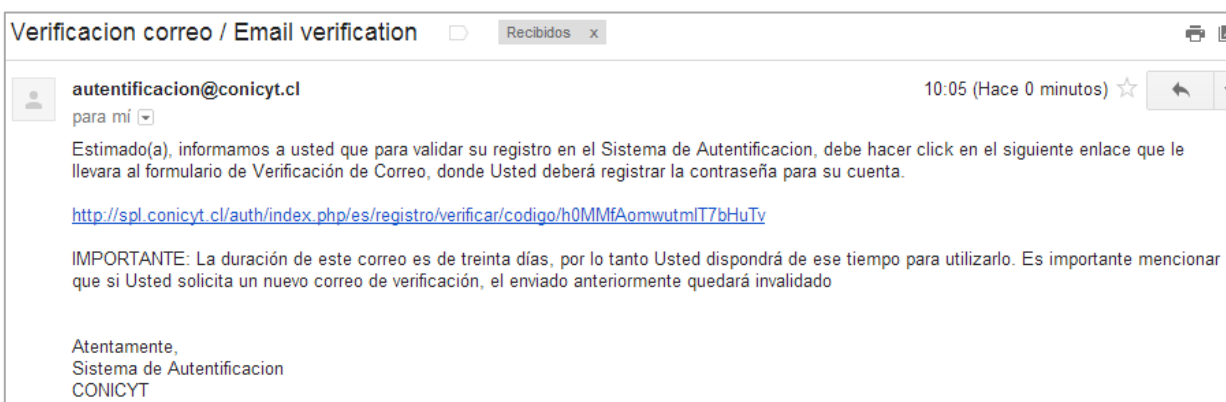 Verificacion correo / Email verification Recibidos x
autentificacion@conicyt.cl 10:05 (Hace 0 minutos)
para mí
Estimado(a), informamos a usted que para validar su registro en el Sistema de Autentificacion, debe hacer click en el siguiente enlace que le
llevara al formulario de Verificación de Correo, donde Usted deberá registrar la contraseña para su cuenta.
http://spl.conicyt.cl/auth/index.php/es/registro/verificar/codigo/h0MMfAomwutmlT7bHuTv
IMPORTANTE: La duración de este correo es de treinta días, por lo tanto Usted dispondrá de ese tiempo para utilizarlo. Es importante mencionar
que si Usted solicita un nuevo correo de verificación, el enviado anteriormente quedará invalidado
Atentamente,
Sistema de Autentificacion
CONICYT